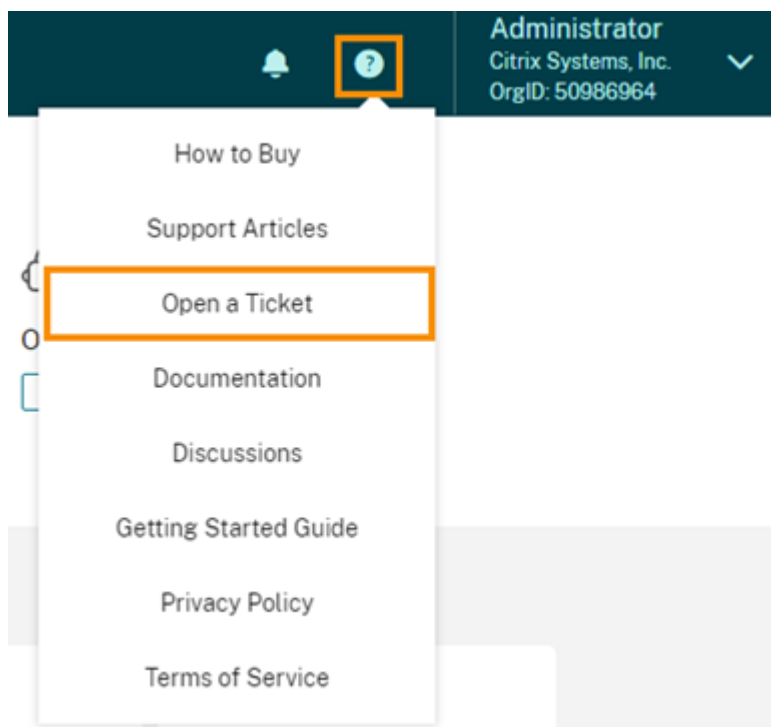 Administrator
Citrix Systems, Inc.
OrgID: 50986964
?
How to Buy
Support Articles
Open a Ticket
O
Documentation
Discussions
Getting Started Guide
Privacy Policy
Terms of Service